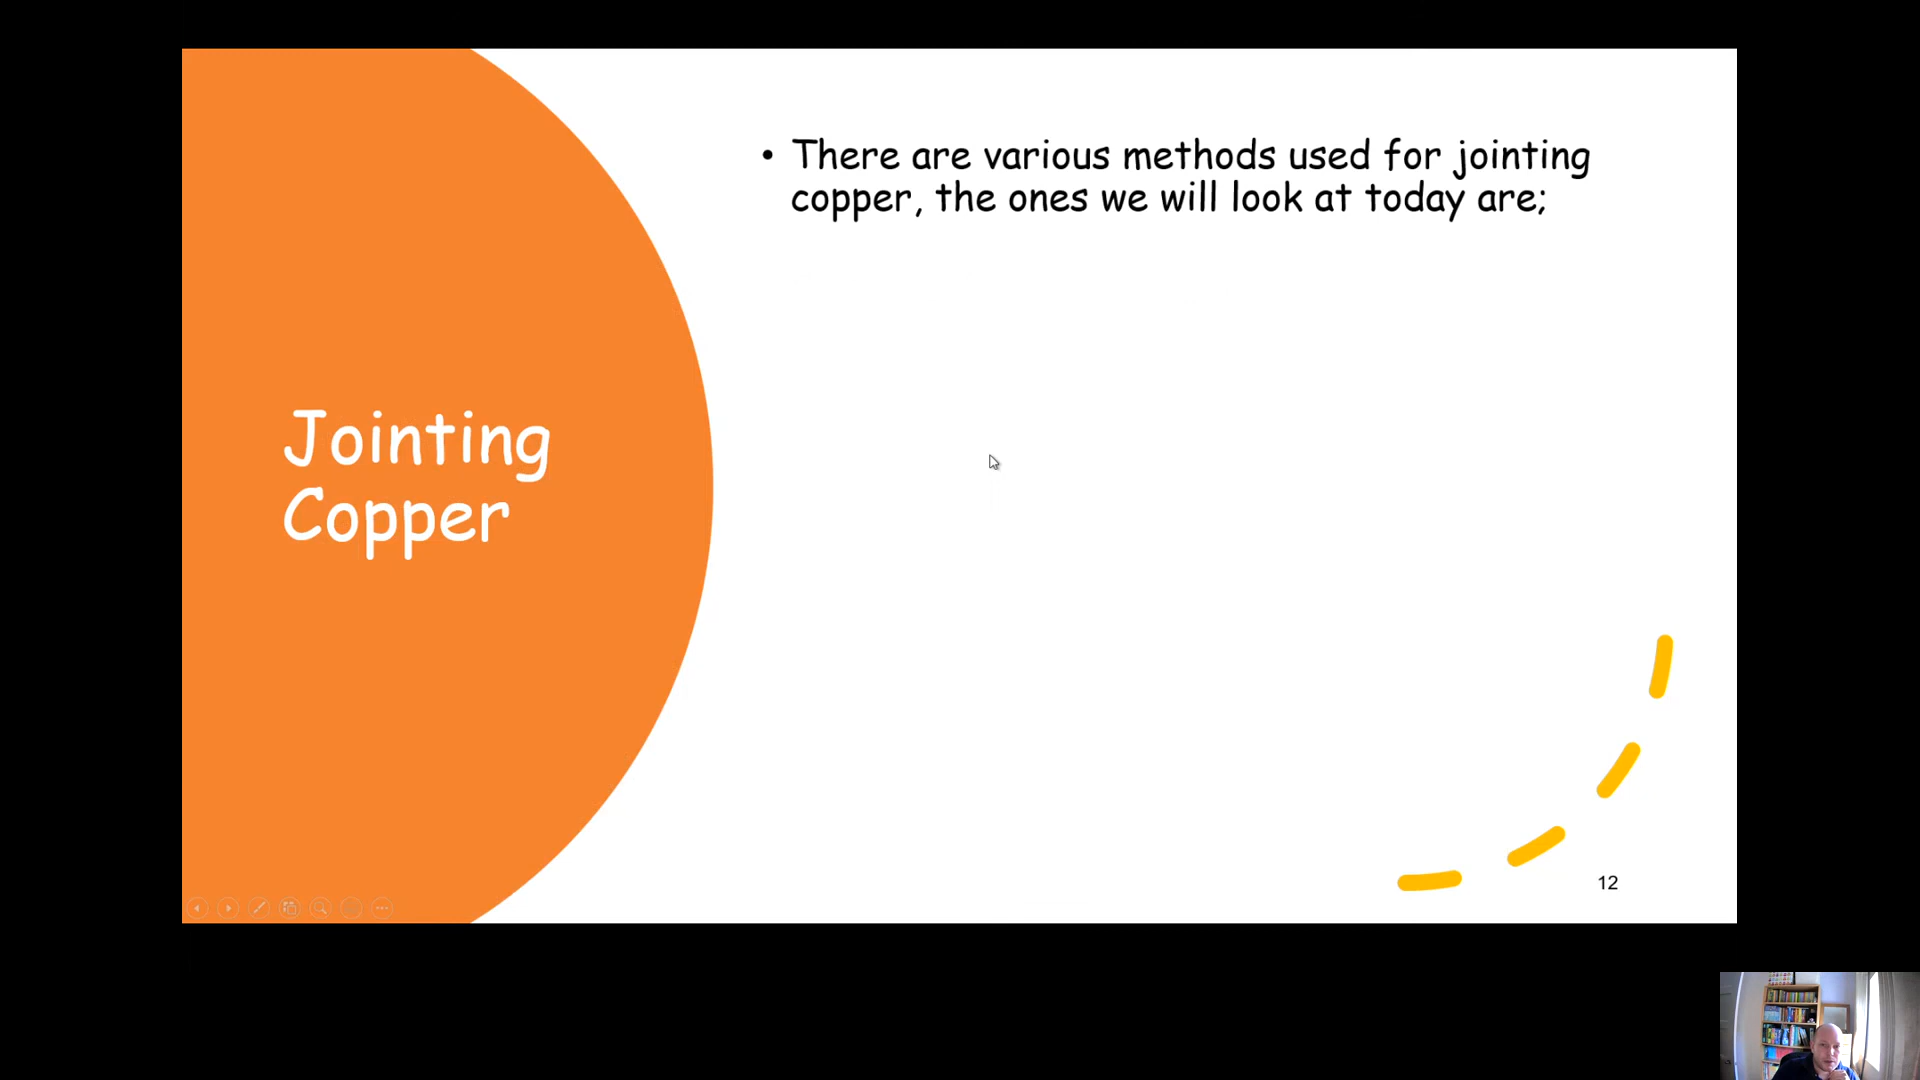 Jointing
Copper
• There are various methods used for jointing
copper, the ones we will look at today are;
12